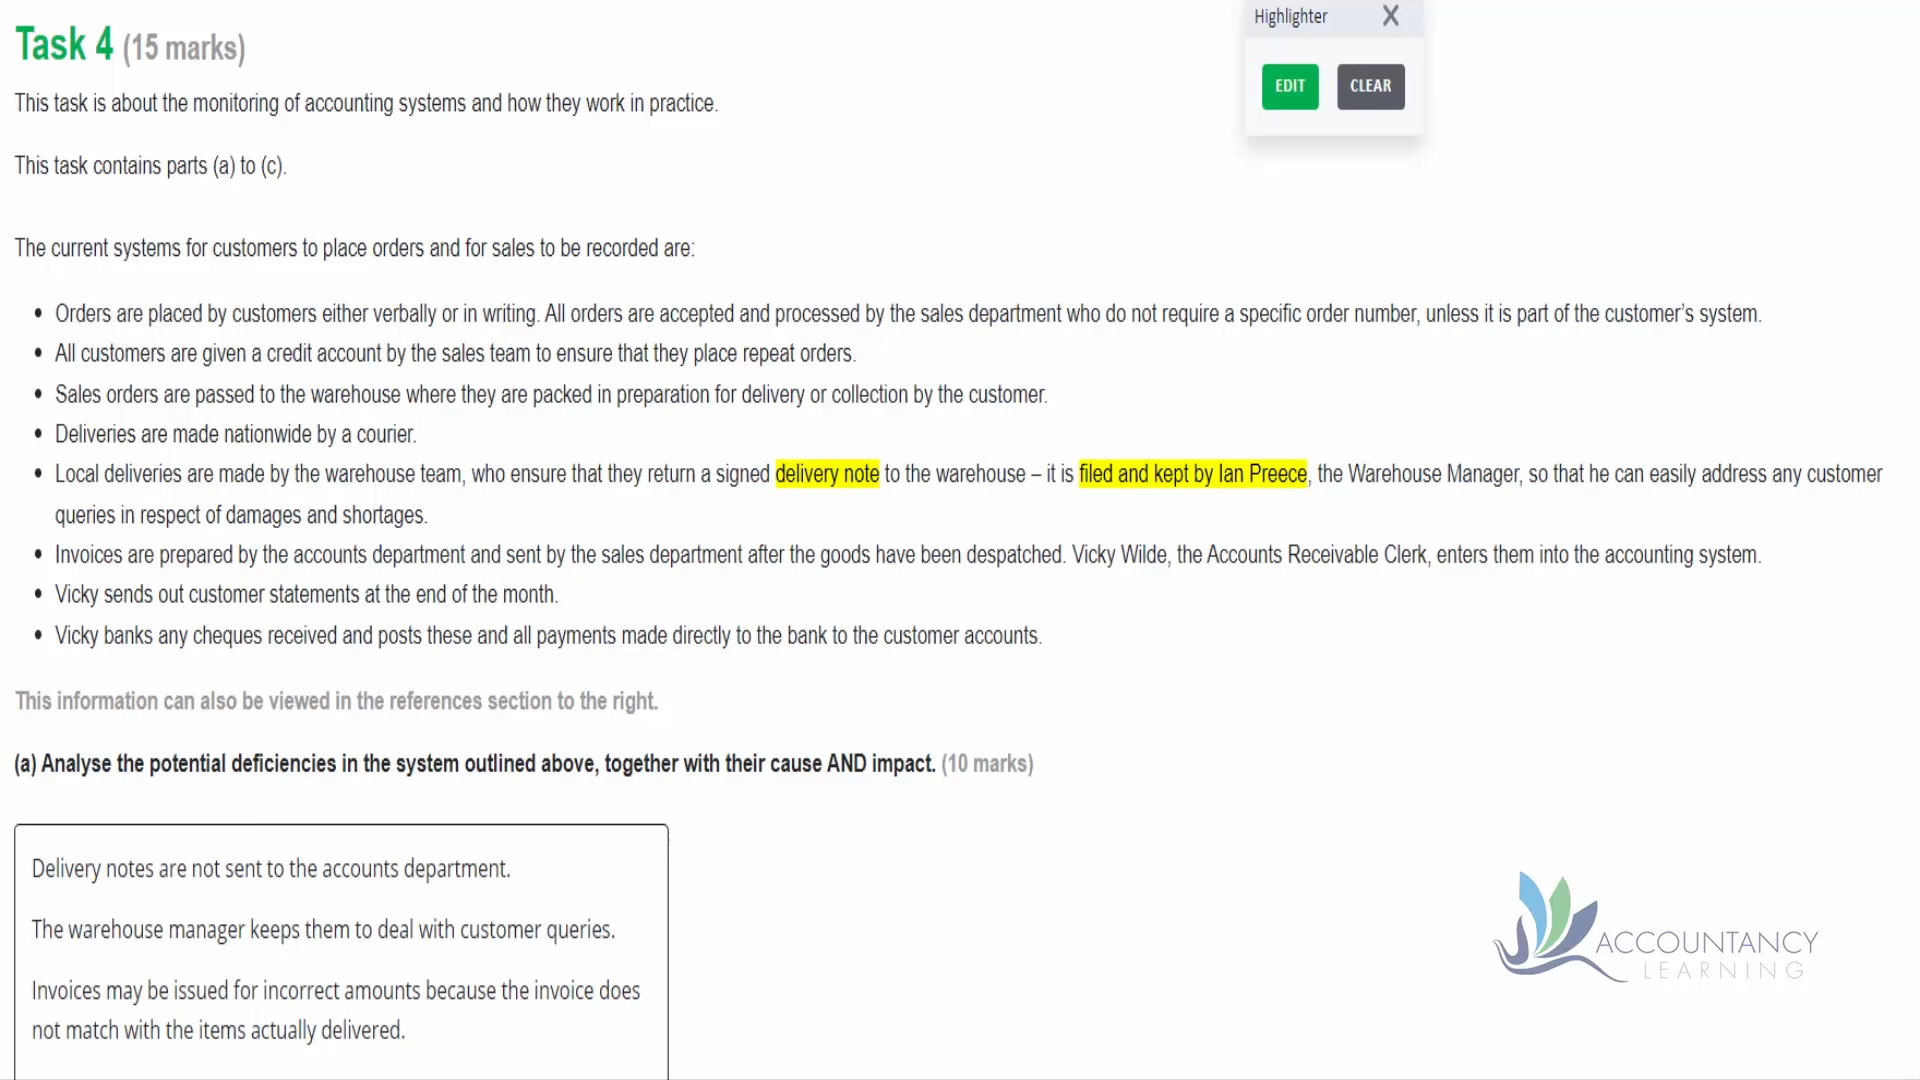 Task 4 (15 marks)
Highlighter X
EDIT CLEAR
This task is about the monitoring of accounting systems and how they work in practice.
This task contains parts (a) to (c).
The current systems for customers to place orders and for sales to be recorded are:
• Orders are placed by customers either verbally or in writing. All orders are accepted and processed by the sales department who do not require a specific order number, unless it is part of the customer’s system.
• All customers are given a credit account by the sales team to ensure that they place repeat orders.
• Sales orders are passed to the warehouse where they are packed in preparation for delivery or collection by the customer.
• Deliveries are made nationwide by a courier.
• Local deliveries are made by the warehouse team, who ensure that they return a signed delivery note to the warehouse – it is filed and kept by Ian Preece, the Warehouse Manager, so that he can easily address any customer
queries in respect of damages and shortages.
• Invoices are prepared by the accounts department and sent by the sales department after the goods have been despatched. Vicky Wilde, the Accounts Receivable Clerk, enters them into the accounting system.
• Vicky sends out customer statements at the end of the month.
• Vicky banks any cheques received and posts these and all payments made directly to the bank to the customer accounts.
This information can also be viewed in the references section to the right.
(a) Analyse the potential deficiencies in the system outlined above, together with their cause AND impact. (10 marks)
Delivery notes are not sent to the accounts department.
The warehouse manager keeps them to deal with customer queries.
Invoices may be issued for incorrect amounts because the invoice does
not match with the items actually delivered.
ACCOUNTANCY
LEARNING